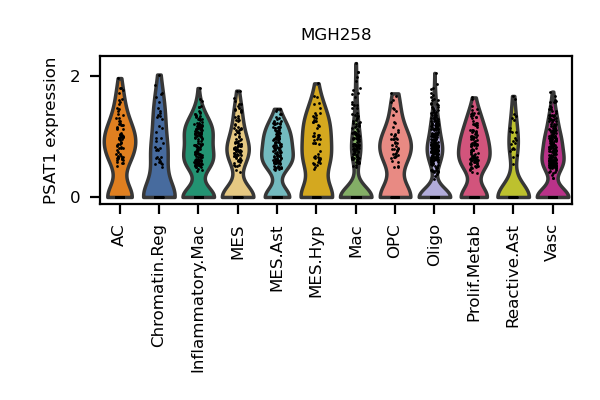 MGH258
PSAT1 expression
2
0
AC
Chromatin.Reg
Inflammatory.Mac
MES
MES.Ast
MES.Hyp
Mac
OPC
Oligo
Prolif.Metab
Reactive.Ast
Vasc